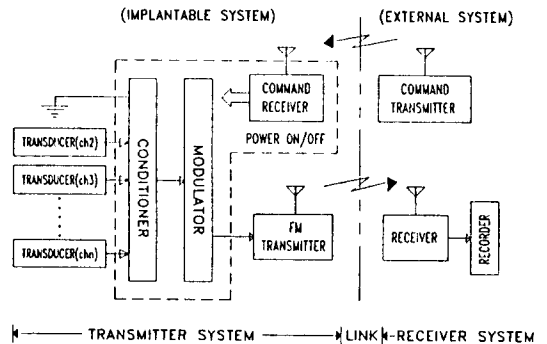 (IMPLANTABLE SYSTEM)
(EXTERNAL SYSTEM)
COMMAND
RECEIVER
COMMAND
TRANSMITTER
POWER ON/OFF
TRANSDUCER(ch2)
TRANSDUCER(ch3)
TRANSDUCER(chn)
CONDITIONER
MODULATOR
FM
TRANSMITTER
RECEIVER
RECORDER
TRANSMITTER SYSTEM
LINK
RECEIVER SYSTEM